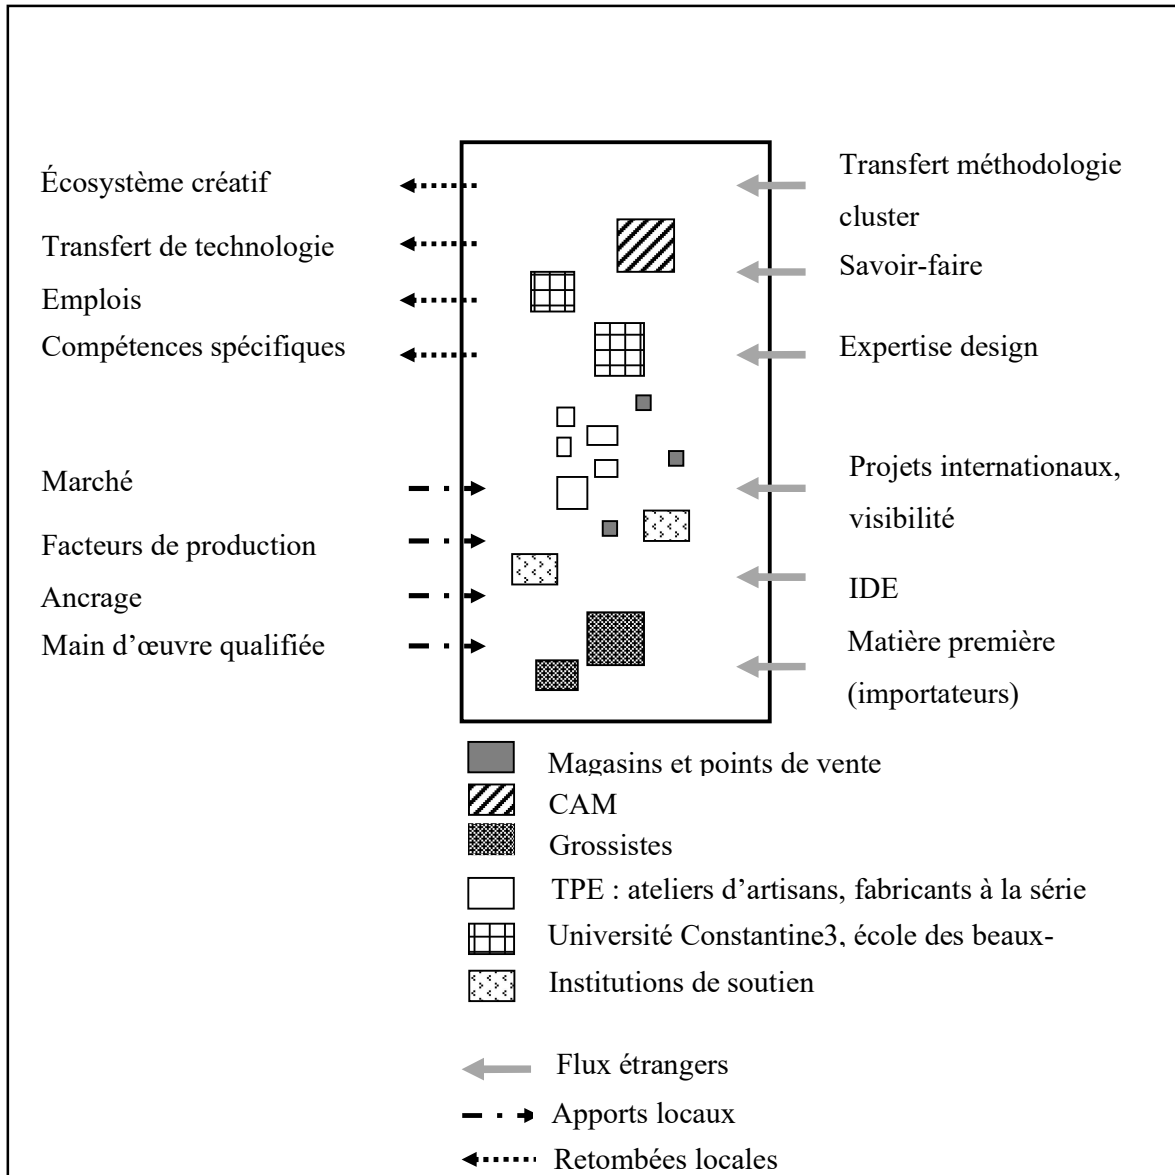 Écosystème créatif
Transfert de technologie
Emplois
Compétences spécifiques
Marché
Facteurs de production
Ancrage
Main d’œuvre qualifiée
Transfert méthodologie
cluster
Savoir-faire
Expertise design
Projets internationaux,
visibilité
IDE
Matière première
(importateurs)
Magasins et points de vente
CAM
Grossistes
TPE : ateliers d’artisans, fabricants à la série
Université Constantine3, école des beaux-
Institutions de soutien
Flux étrangers
Apports locaux
Retombées locales